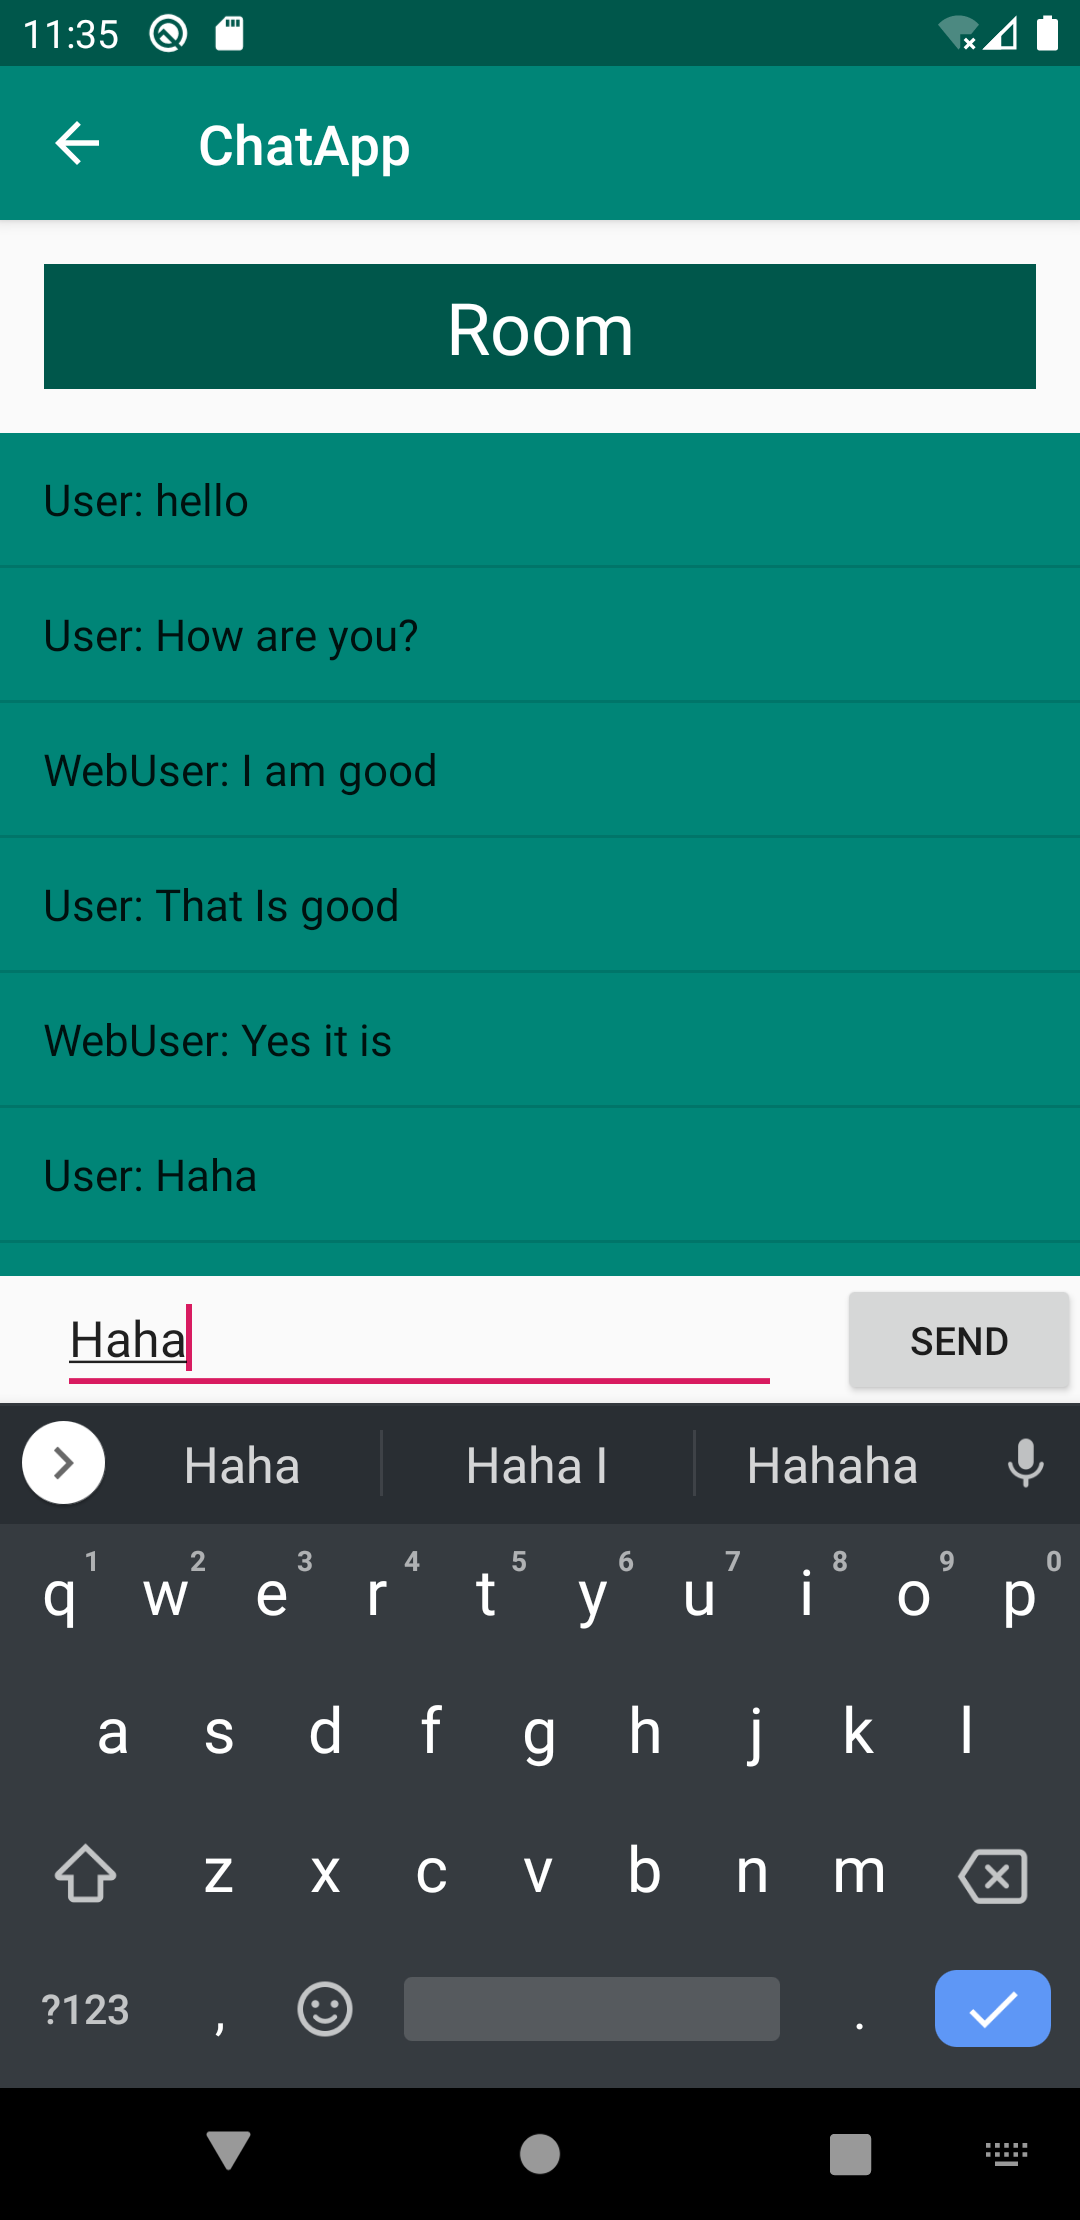 11:35
ChatApp
Room
User: hello
User: How are you?
WebUser: I am good
User: That Is good
WebUser: Yes it is
User: Haha
Haha
SEND
Haha
Haha I
Hahaha
1 2 3 4 5 6 7 8 9 0
q w e r t y u i o p
a s d f g h j k l
z x c v b n m
?123 , .